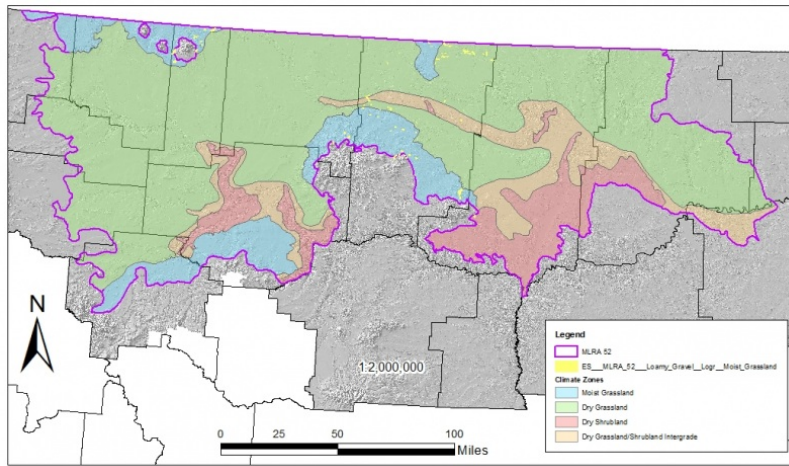 N
1:2,000,000
0 25 50 100
Miles
Legend
MLRA 52
ES___MLRA_52___Loamy_Gravel__Logr__Moist_Grassland
Climate Zones
Moist Grassland
Dry Grassland
Dry Shrubland
Dry Grassland/Shrubland Intergrade